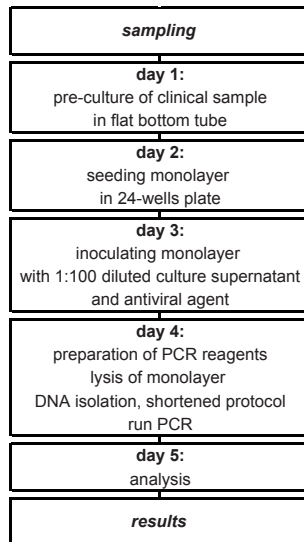 sampling
day 1:
pre-culture of clinical sample
in flat bottom tube
day 2:
seeding monolayer
in 24-wells plate
day 3:
inoculating monolayer
with 1:100 diluted culture supernatant
and antiviral agent
day 4:
preparation of PCR reagents
lysis of monolayer
DNA isolation, shortened protocol
run PCR
day 5:
analysis
results